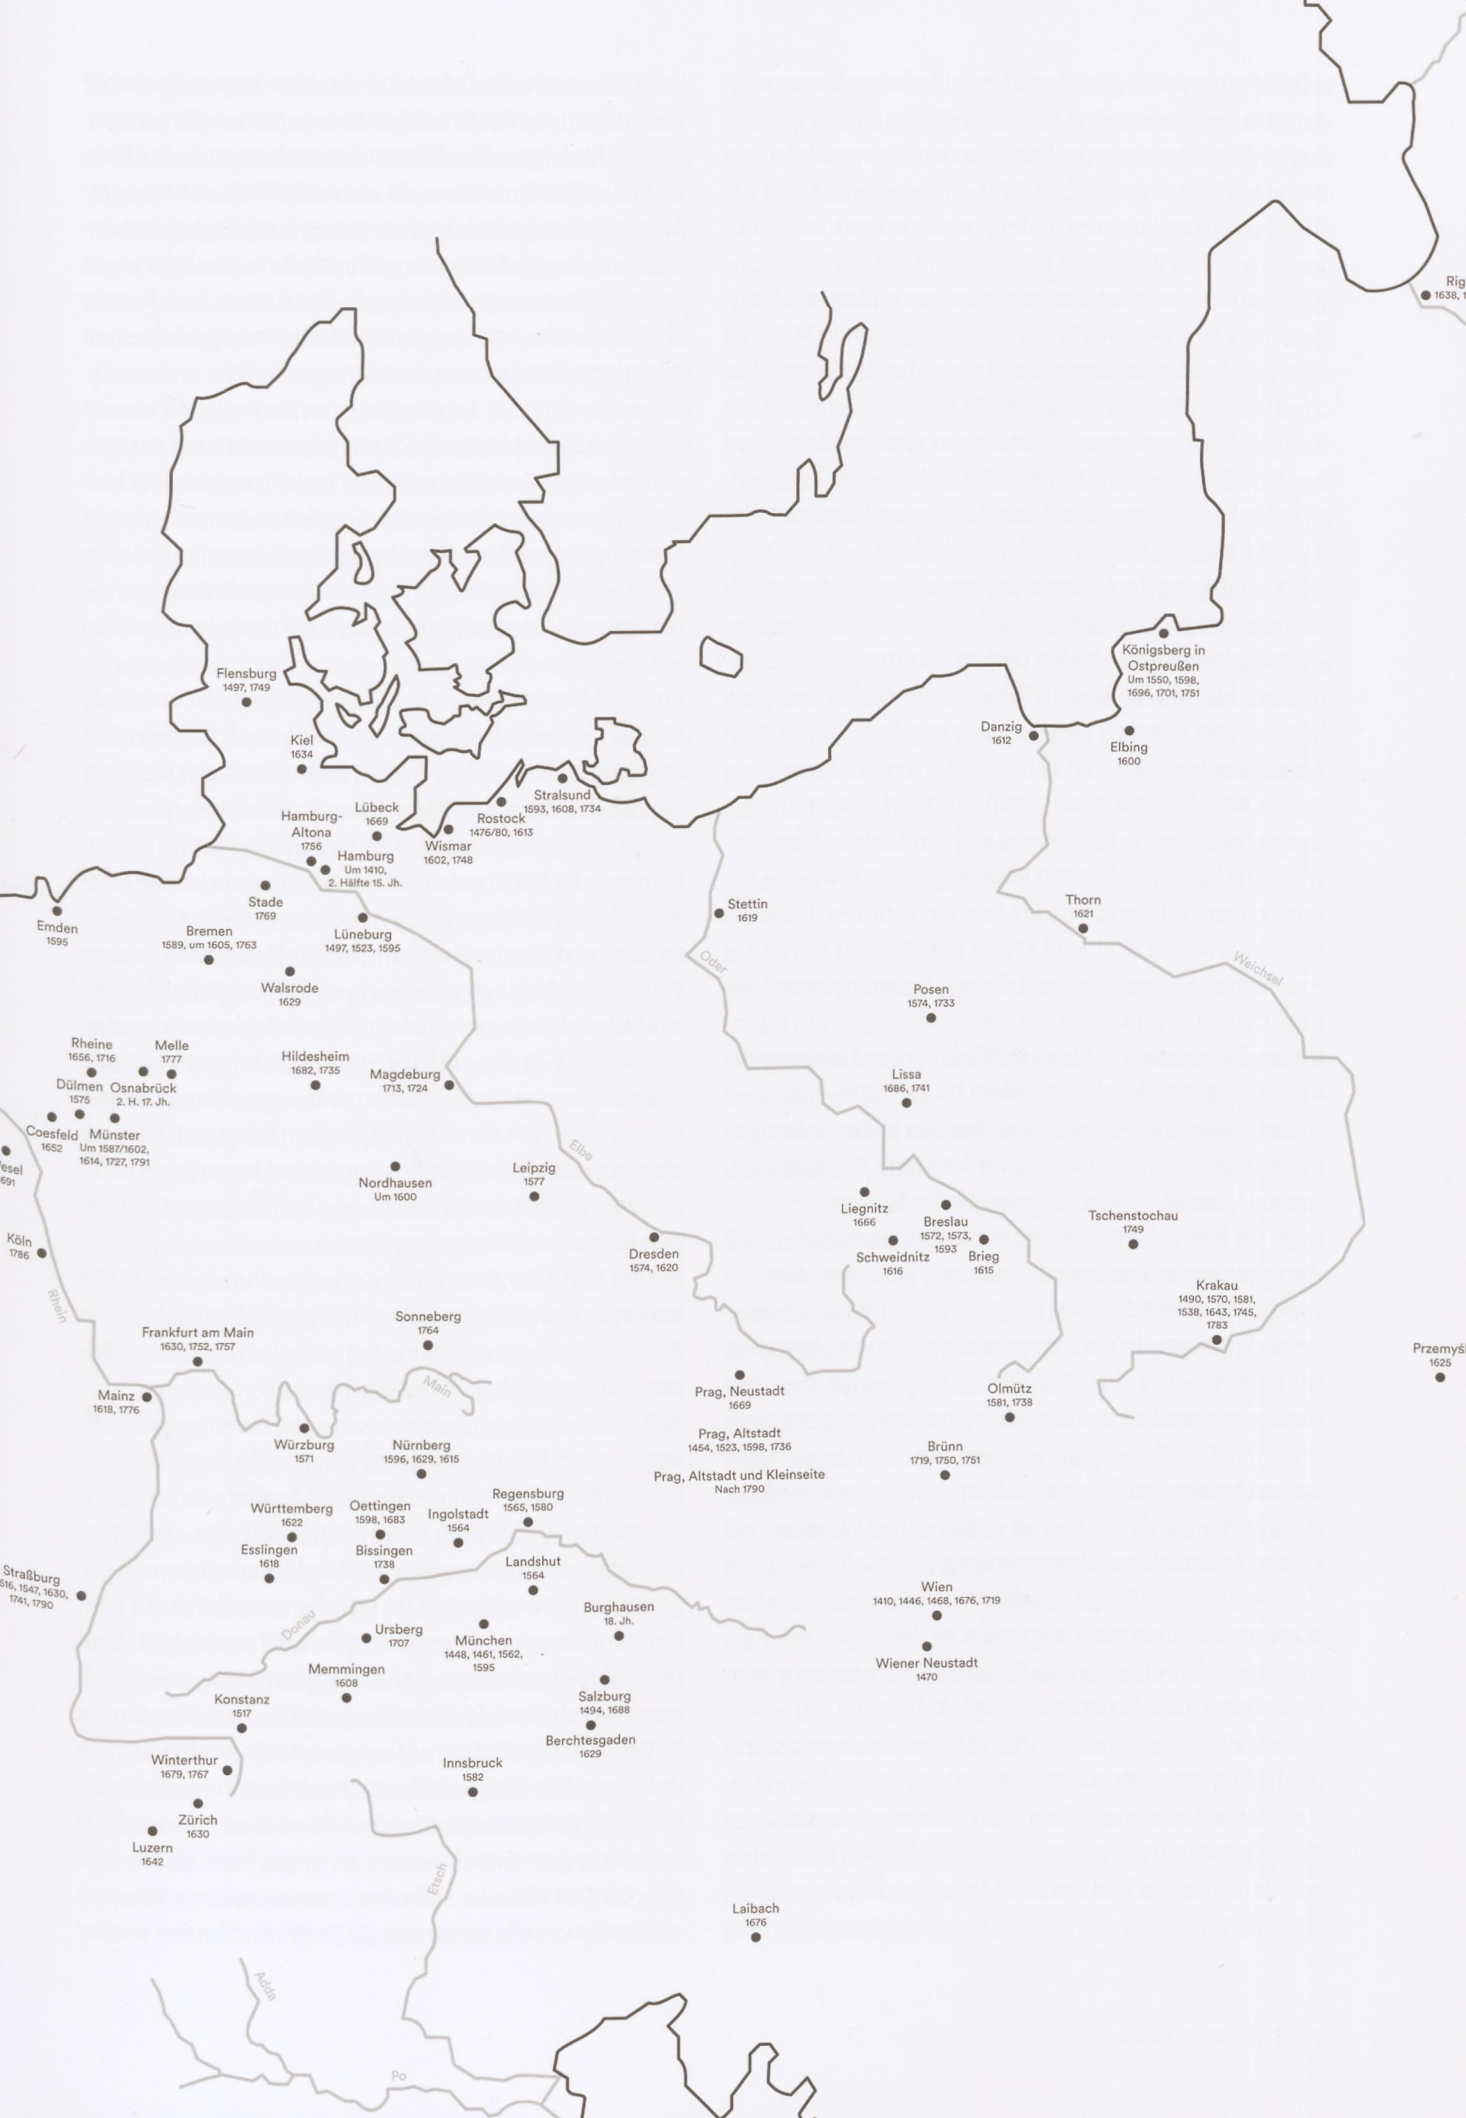 Rig
1638, 1
Flensburg
1497, 1749
Königsberg in
Ostpreußen
Um 1550, 1598,
1696, 1701, 1751
Danzig
1612
Elbing
1600
Kiel
1634
Stralsund
1593, 1608, 1734
Lübeck
1669
Hamburg-
Altona
1756
Rostock
1476/80, 1613
Wismar
1602, 1748
Hamburg
Um 1410,
2. Hälfte 15. Jh.
Stade
1769
Emden
1595
Bremen
1589, um 1605, 1763
Lüneburg
1497, 1523, 1595
Stettin
1619
Thorn
1621
Oder
Weichsel
Walsrode
1629
Posen
1574, 1733
Rheine
1656, 1716
Melle
1777
Hildesheim
1682, 1735
Magdeburg
1713, 1724
Lissa
1686, 1741
Dülmen
1575
Osnabrück
2. H. 17. Jh.
Coesfeld
1652
Münster
Um 1587/1602,
1614, 1727, 1791
Elbe
esel
691
Nordhausen
Um 1600
Leipzig
1577
Liegnitz
1666
Breslau
1572, 1573,
1593
Tschenstochau
1749
Köln
1786
Dresden
1574, 1620
Schweidnitz
1616
Brieg
1615
Rhein
Krakau
1490, 1570, 1581,
1538, 1643, 1745,
1783
Frankfurt am Main
1630, 1752, 1757
Sonneberg
1764
Przemyśl
1625
Mainz
1618, 1776
Main
Prag, Neustadt
1669
Olmütz
1581, 1738
Prag, Altstadt
1454, 1523, 1598, 1736
Würzburg
1571
Nürnberg
1596, 1629, 1615
Brünn
1719, 1750, 1751
Prag, Altstadt und Kleinseite
Nach 1790
Württemberg
1622
Oettingen
1598, 1683
Ingolstadt
1564
Regensburg
1565, 1580
Esslingen
1618
Bissingen
1738
Landshut
1564
Straßburg
516, 1547, 1630,
1741, 1790
Wien
1410, 1446, 1468, 1676, 1719
Burghausen
18. Jh.
Donau
Ursberg
1707
München
1448, 1461, 1562,
1595
Wiener Neustadt
1470
Memmingen
1608
Konstanz
1517
Salzburg
1494, 1688
Berchtesgaden
1629
Winterthur
1679, 1767
Innsbruck
1582
Zürich
1630
Luzern
1642
Etsch
Laibach
1676
Adda
Po